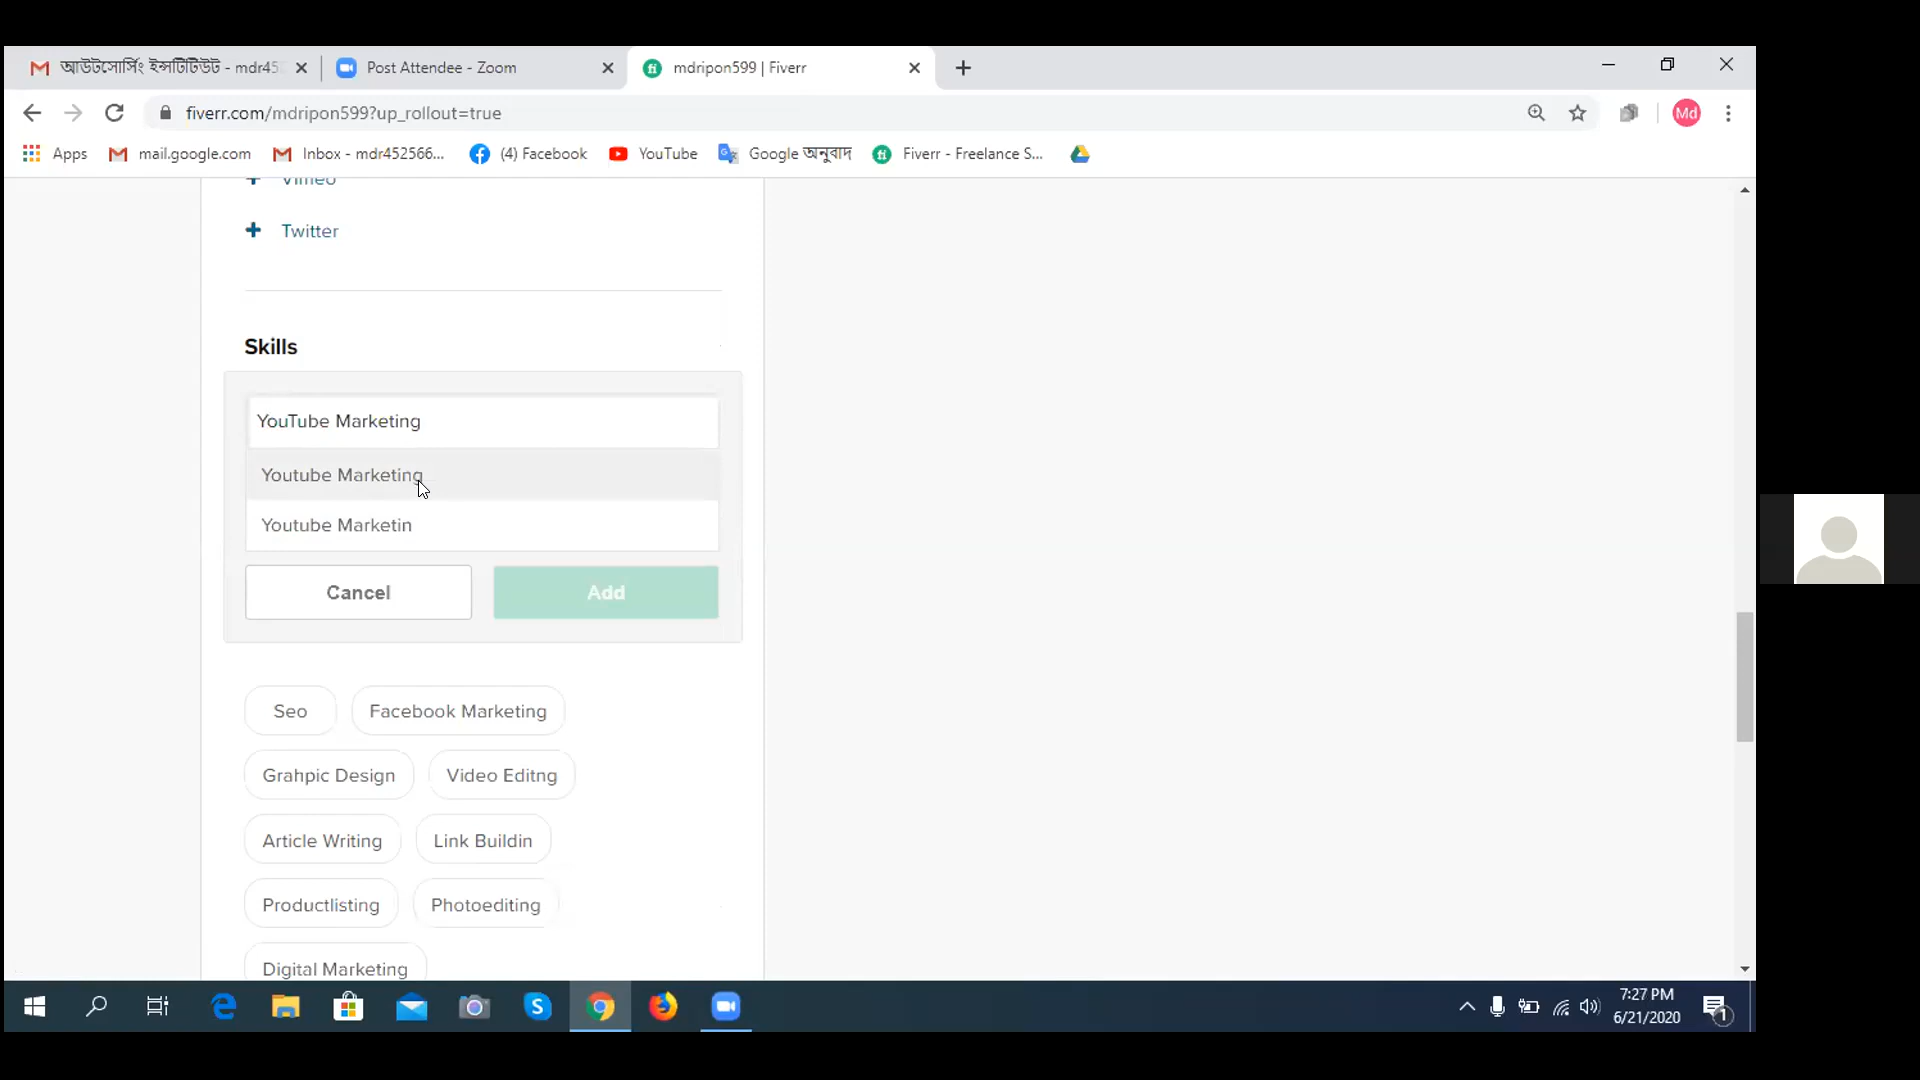 আউটসোর্সিং ইন্সটিটিউট - mdr45
Post Attendee - Zoom
mdripon599 | Fiverr
fiverr.com/mdripon599?up_rollout=true
Md
Apps
mail.google.com
Inbox - mdr452566...
(4) Facebook
YouTube
Google অনুবাদ
Fiverr - Freelance S...
Vimeo
Twitter
Skills
YouTube Marketing
Youtube Marketing
Youtube Marketin
Cancel
Add
Seo
Facebook Marketing
Grahpic Design
Video Editng
Article Writing
Link Buildin
Productlisting
Photoediting
Digital Marketing
7:27 PM
6/21/2020
1